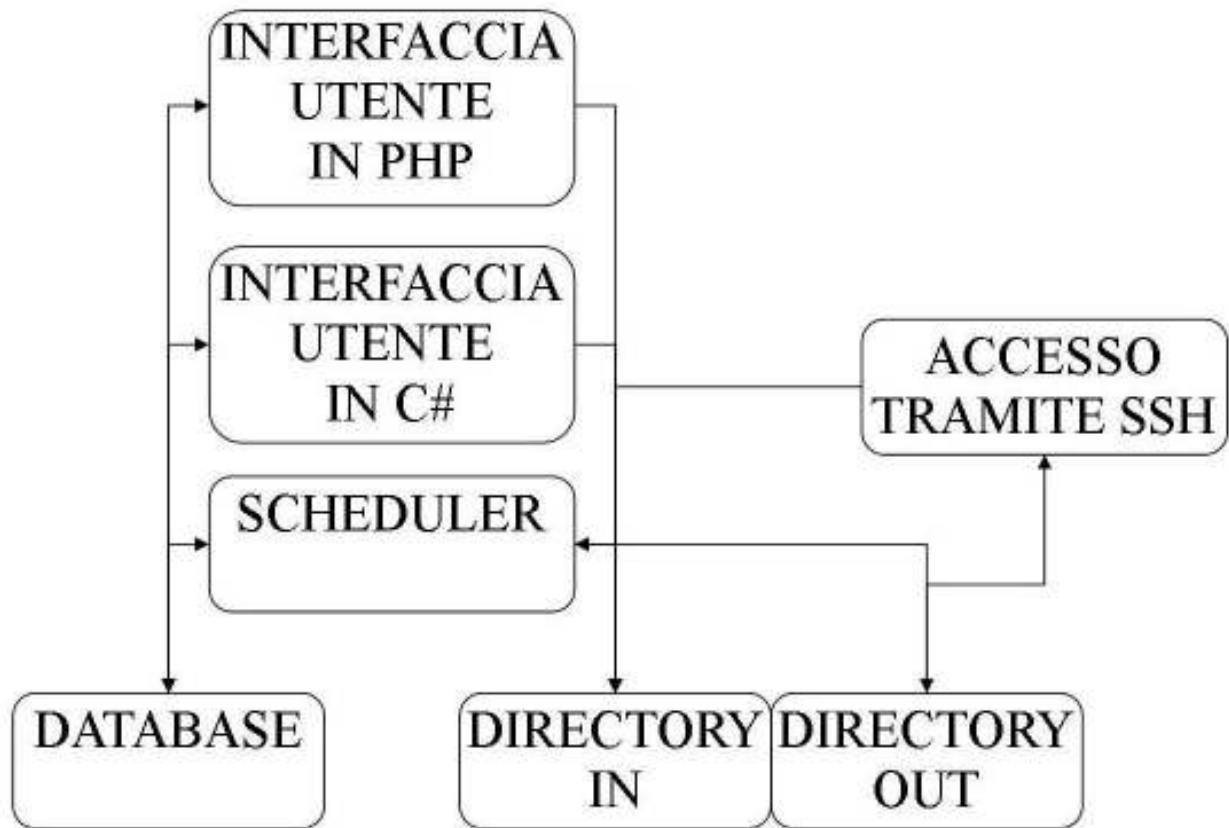 INTERFACCIA
UTENTE
IN PHP
INTERFACCIA
UTENTE
IN C#
ACCESSO
TRAMITE SSH
SCHEDULER
DATABASE
DIRECTORY
IN
DIRECTORY
OUT